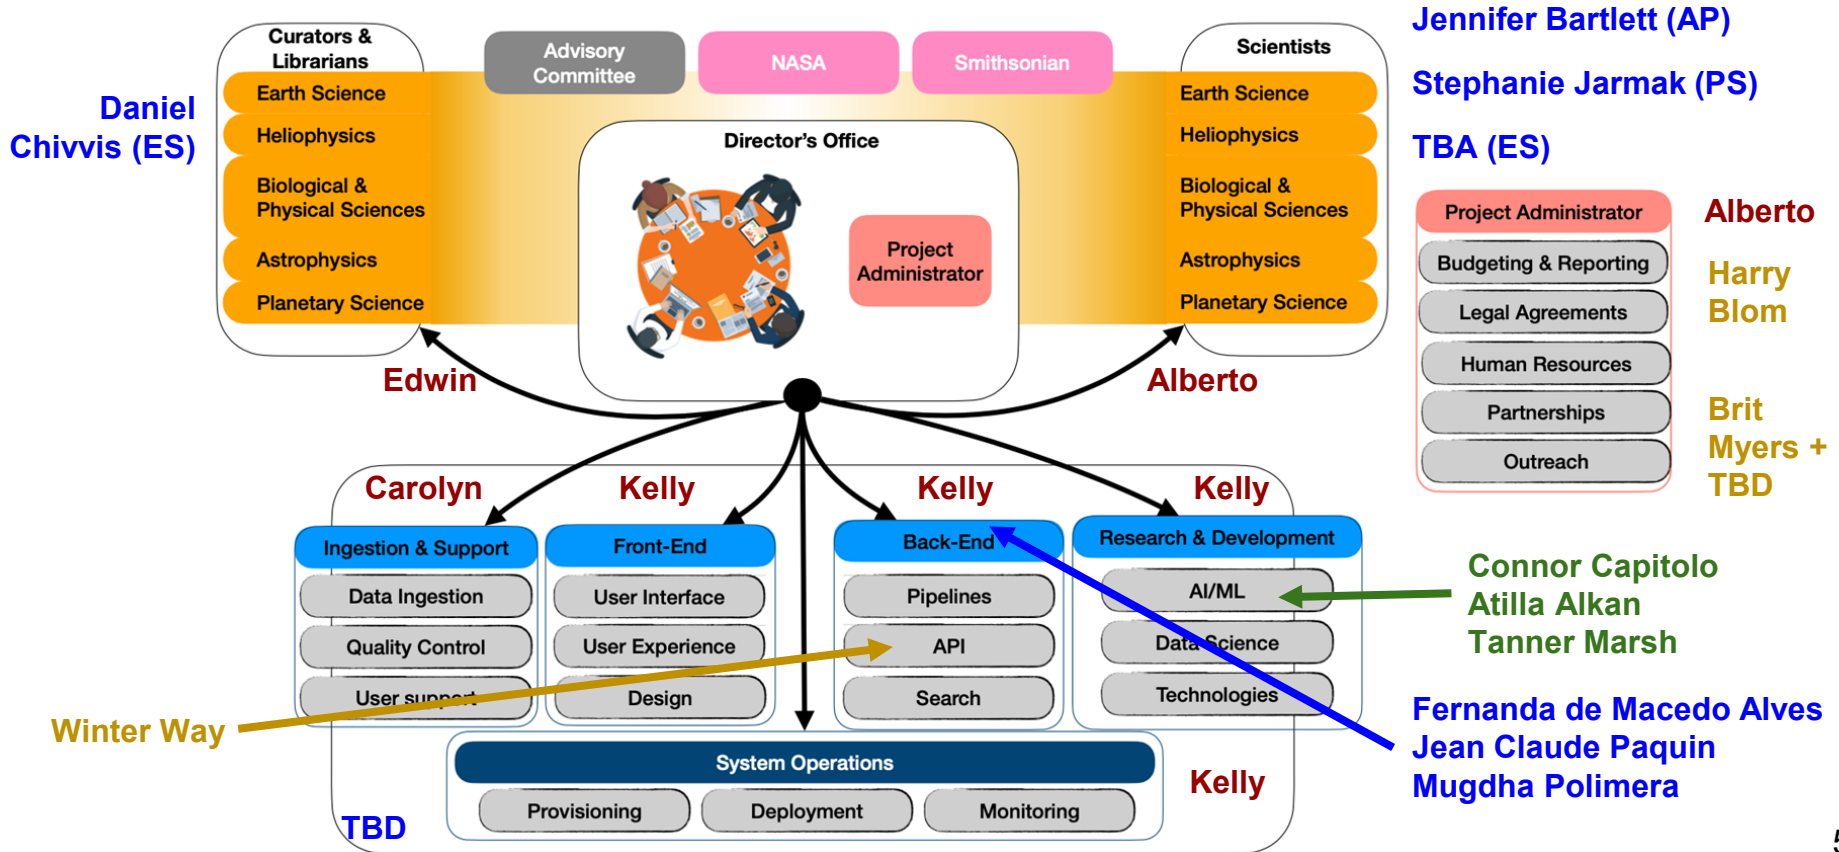 Jennifer Bartlett (AP)
Stephanie Jarmak (PS)
TBA (ES)
Daniel
Chivvis (ES)
Curators &
Librarians
Earth Science
Heliophysics
Biological &
Physical Sciences
Astrophysics
Planetary Science
Advisory
Committee
NASA
Smithsonian
Director's Office
Project
Administrator
Scientists
Earth Science
Heliophysics
Biological &
Physical Sciences
Astrophysics
Planetary Science
Project Administrator
Budgeting & Reporting
Legal Agreements
Human Resources
Partnerships
Outreach
Alberto
Harry
Blom
Brit
Myers +
TBD
Edwin
Alberto
Carolyn
Kelly
Kelly
Kelly
Ingestion & Support
Data Ingestion
Quality Control
User support
Front-End
User Interface
User Experience
Design
Back-End
Pipelines
API
Search
Research & Development
AI/ML
Data Science
Technologies
Connor Capitolo
Atilla Alkan
Tanner Marsh
Winter Way
Fernanda de Macedo Alves
Jean Claude Paquin
Mugdha Polimera
System Operations
Provisioning
Deployment
Monitoring
Kelly
TBD
5